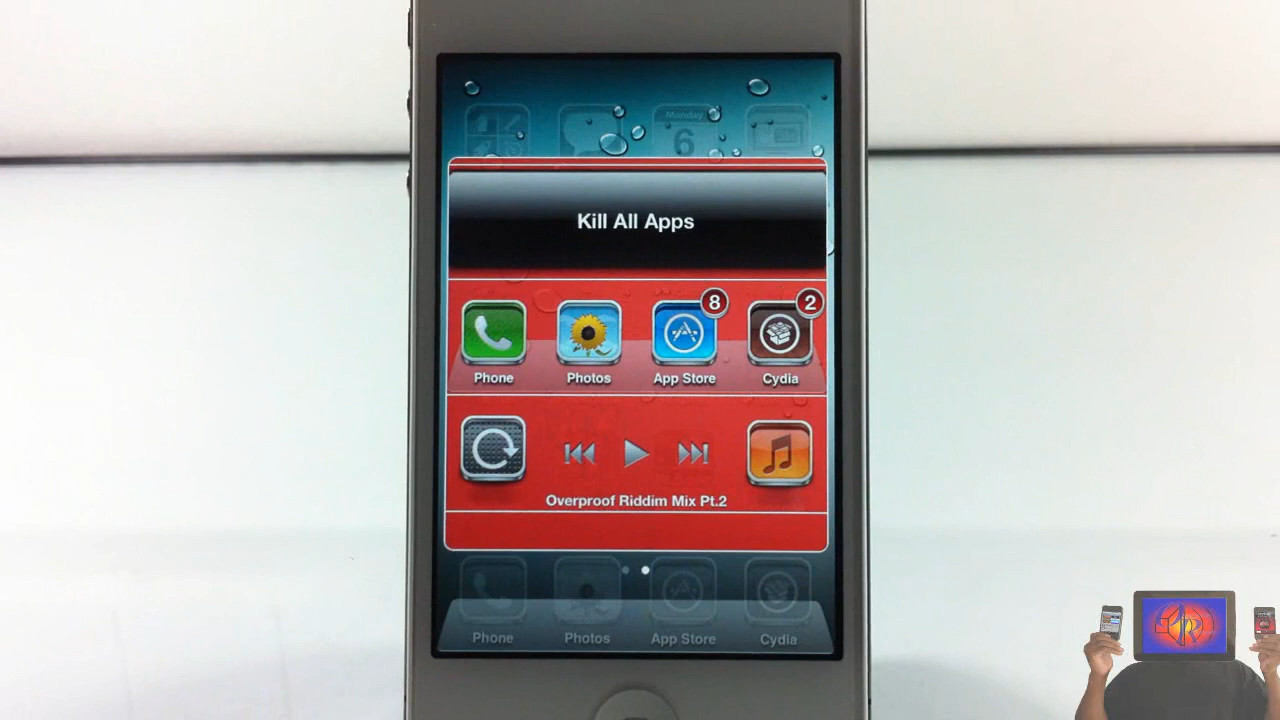 Monday
6
Kill All Apps
8
2
Phone
Photos
App Store
Cydia
Overproof Riddim Mix Pt.2
Phone
Photos
App Store
Cydia